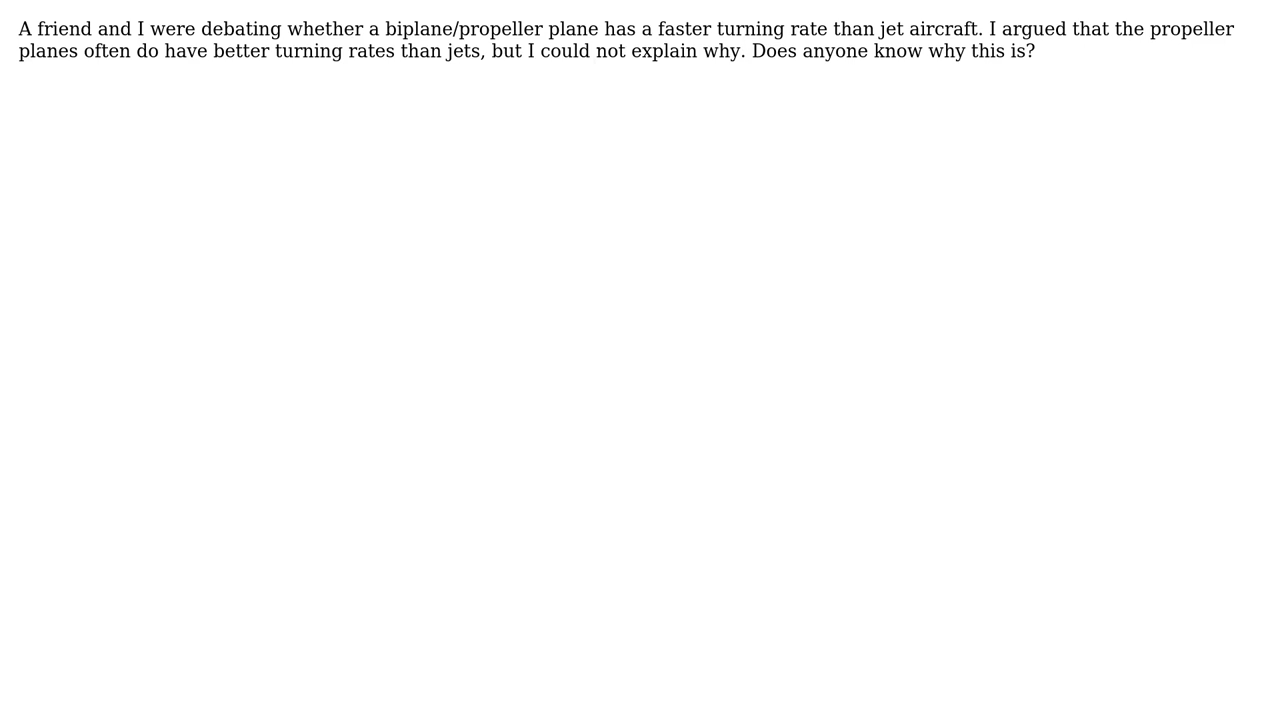 A friend and I were debating whether a biplane/propeller plane has a faster turning rate than jet aircraft. I argued that the propeller
planes often do have better turning rates than jets, but I could not explain why. Does anyone know why this is?